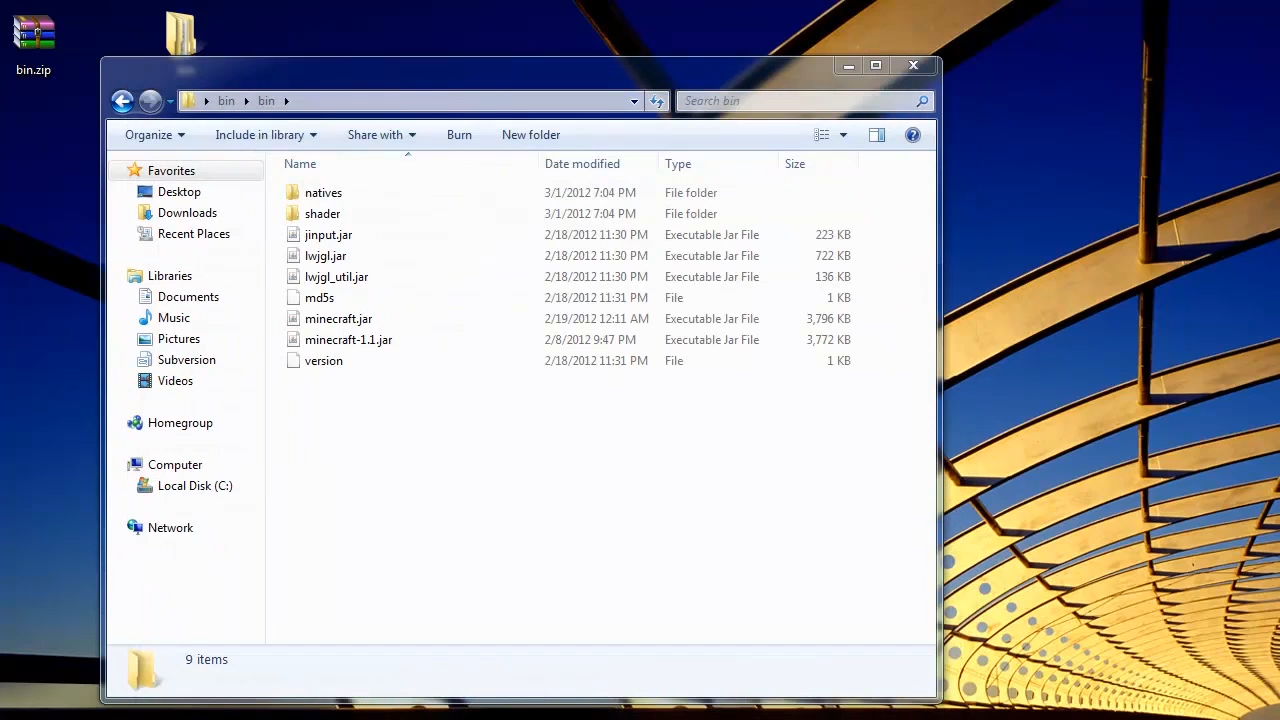 bin.zip
bin bin
Search bin
Organize Include in library Share with Burn New folder
Name Date modified Type Size
Favorites
Desktop
Downloads
Recent Places
Libraries
Documents
Music
Pictures
Subversion
Videos
Homegroup
Computer
Local Disk (C:)
Network
natives 3/1/2012 7:04 PM File folder
shader 3/1/2012 7:04 PM File folder
jinput.jar 2/18/2012 11:30 PM Executable Jar File 223 KB
lwjgl.jar 2/18/2012 11:30 PM Executable Jar File 722 KB
lwjgl_util.jar 2/18/2012 11:30 PM Executable Jar File 136 KB
md5s 2/18/2012 11:31 PM File 1 KB
minecraft.jar 2/19/2012 12:11 AM Executable Jar File 3,796 KB
minecraft-1.1.jar 2/8/2012 9:47 PM Executable Jar File 3,772 KB
version 2/18/2012 11:31 PM File 1 KB
9 items